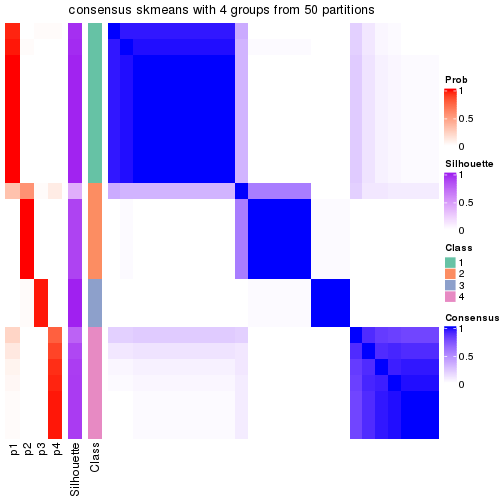 consensus skmeans with 4 groups from 50 partitions
Prob
1
0.5
0
Silhouette
1
0.5
0
Class
1
2
3
4
Consensus
1
0.5
0
p1
p2
p3
p4
Silhouette
Class